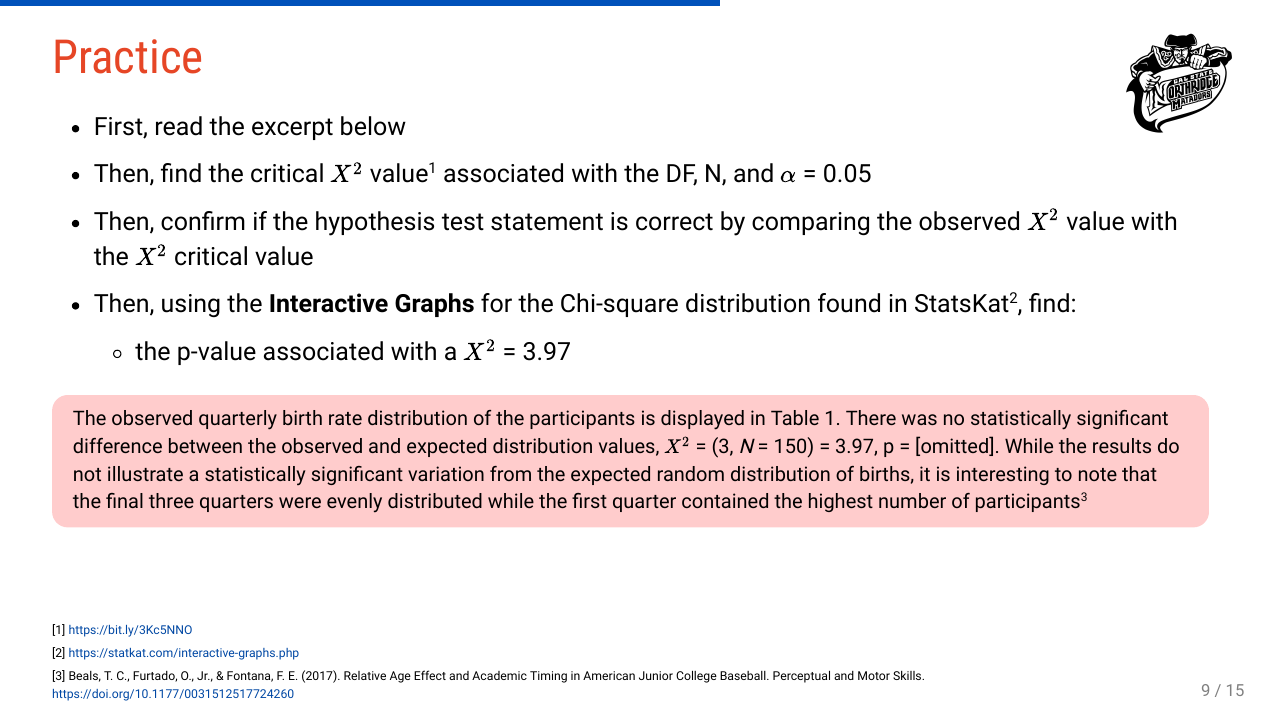 Practice
CAL STATE
NORTHRIDGE
MATADORS
• First, read the excerpt below
• Then, find the critical X² value¹ associated with the DF, N, and α = 0.05
• Then, confirm if the hypothesis test statement is correct by comparing the observed X² value with
the X² critical value
• Then, using the Interactive Graphs for the Chi-square distribution found in StatsKat², find:
◦ the p-value associated with a X² = 3.97
The observed quarterly birth rate distribution of the participants is displayed in Table 1. There was no statistically significant
difference between the observed and expected distribution values, X² = (3, N = 150) = 3.97, p = [omitted]. While the results do
not illustrate a statistically significant variation from the expected random distribution of births, it is interesting to note that
the final three quarters were evenly distributed while the first quarter contained the highest number of participants³
[1] https://bit.ly/3Kc5NNO
[2] https://statkat.com/interactive-graphs.php
[3] Beals, T. C., Furtado, O., Jr., & Fontana, F. E. (2017). Relative Age Effect and Academic Timing in American Junior College Baseball. Perceptual and Motor Skills.
https://doi.org/10.1177/0031512517724260
9 / 15